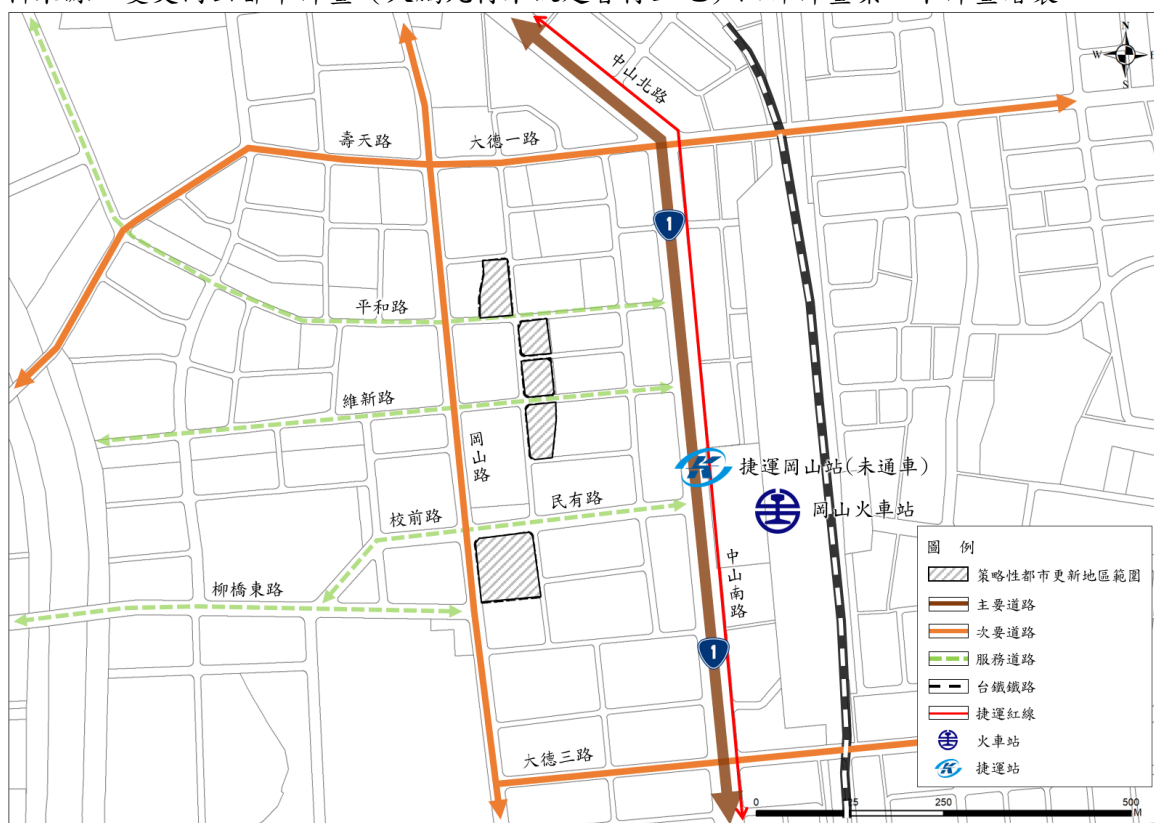 N
W
E
S
中山北路
壽天路
大德一路
1
平和路
維新路
岡山路
捷運岡山站(未通車)
民有路
岡山火車站
校前路
中山南路
柳橋東路
1
大德三路
圖 例
策略性都市更新地區範圍
主要道路
次要道路
服務道路
台鐵鐵路
捷運紅線
火車站
捷運站
0
250
500
M